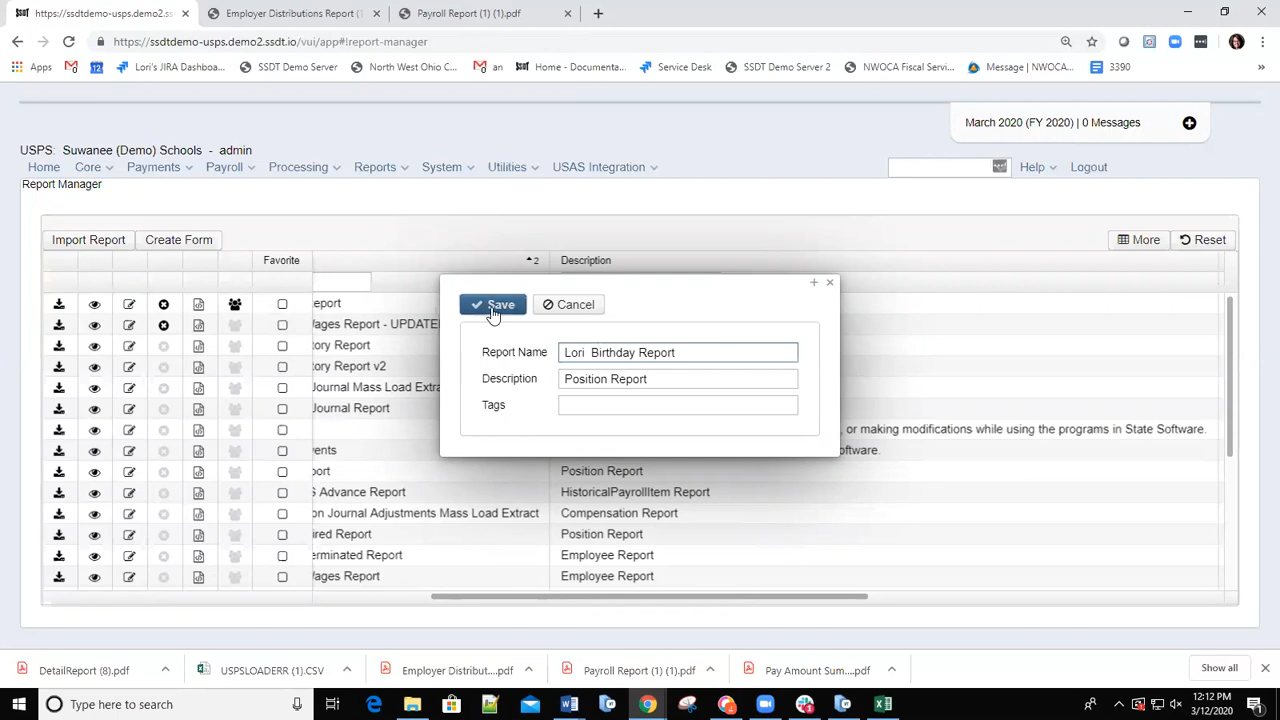 https://ssdtdemo-usps.demo2.ss
Employer Distributions Report (
Payroll Report (1) (1).pdf
https://ssdtdemo-usps.demo2.ssdt.io/vui/app#!report-manager
Apps
Lori's JIRA Dashboa...
SSDT Demo Server
North West Ohio C...
an
Home - Documenta...
Service Desk
SSDT Demo Server 2
NWOCA Fiscal Servi...
Message | NWOCA...
3390
March 2020 (FY 2020) | 0 Messages
USPS: Suwanee (Demo) Schools - admin
Home
Core
Payments
Payroll
Processing
Reports
System
Utilities
USAS Integration
Help
Logout
Report Manager
Import Report
Create Form
More
Reset
Favorite
2
Description
Save
Cancel
Report Name
Lori  Birthday Report
Description
Position Report
Tags
eport
Vages Report - UPDATE
tory Report
tory Report v2
Journal Mass Load Extra
Journal Report
, or making modifications while using the programs in State Software.
vents
oftware.
port
Position Report
S Advance Report
HistoricalPayrollItem Report
on Journal Adjustments Mass Load Extract
Compensation Report
ired Report
Position Report
erminated Report
Employee Report
Vages Report
Employee Report
DetailReport (8).pdf
USPSLOADERR (1).CSV
Employer Distribut....pdf
Payroll Report (1) (1).pdf
Pay Amount Sum....pdf
Show all
Type here to search
12:12 PM
3/12/2020